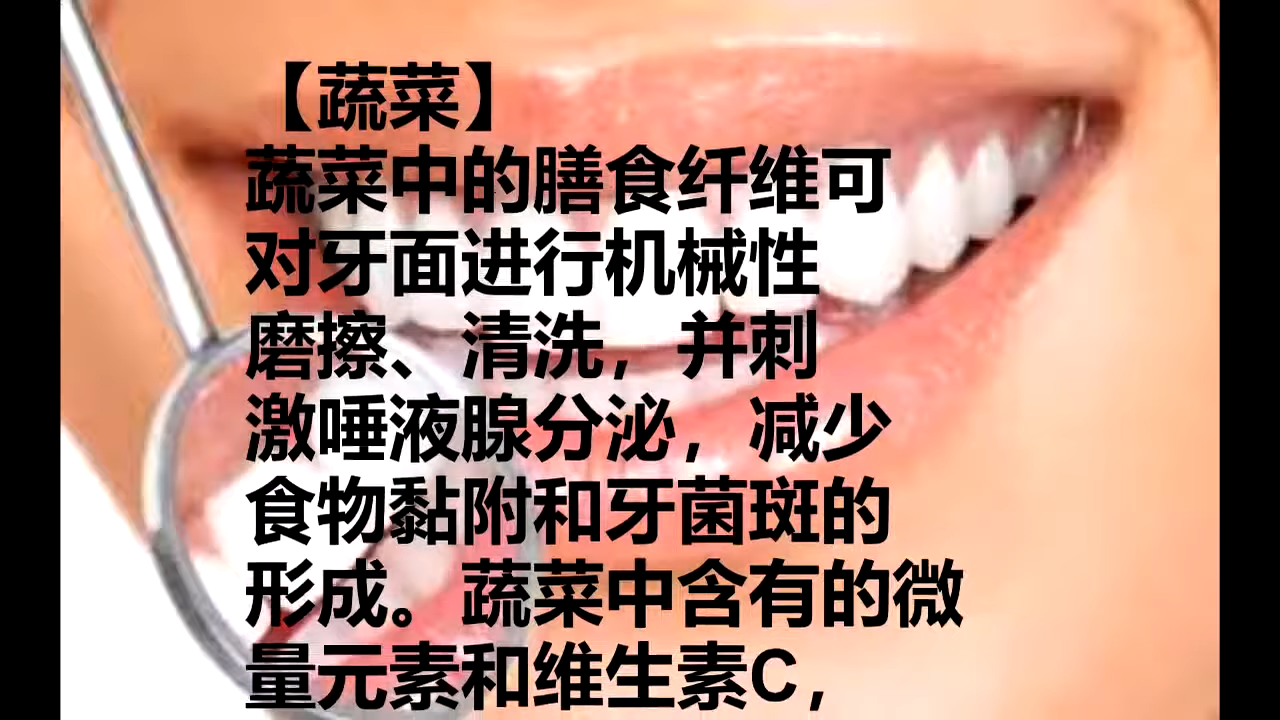 【蔬菜】
蔬菜中的膳食纤维可
对牙面进行机械性
磨擦、清洗，并刺
激唾液腺分泌，减少
食物黏附和牙菌斑的
形成。蔬菜中含有的微
量元素和维生素C，